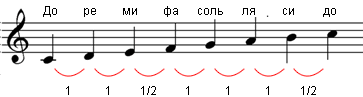 До ре ми фа соль ля си до
1 1 1/2 1 1 1 1/2